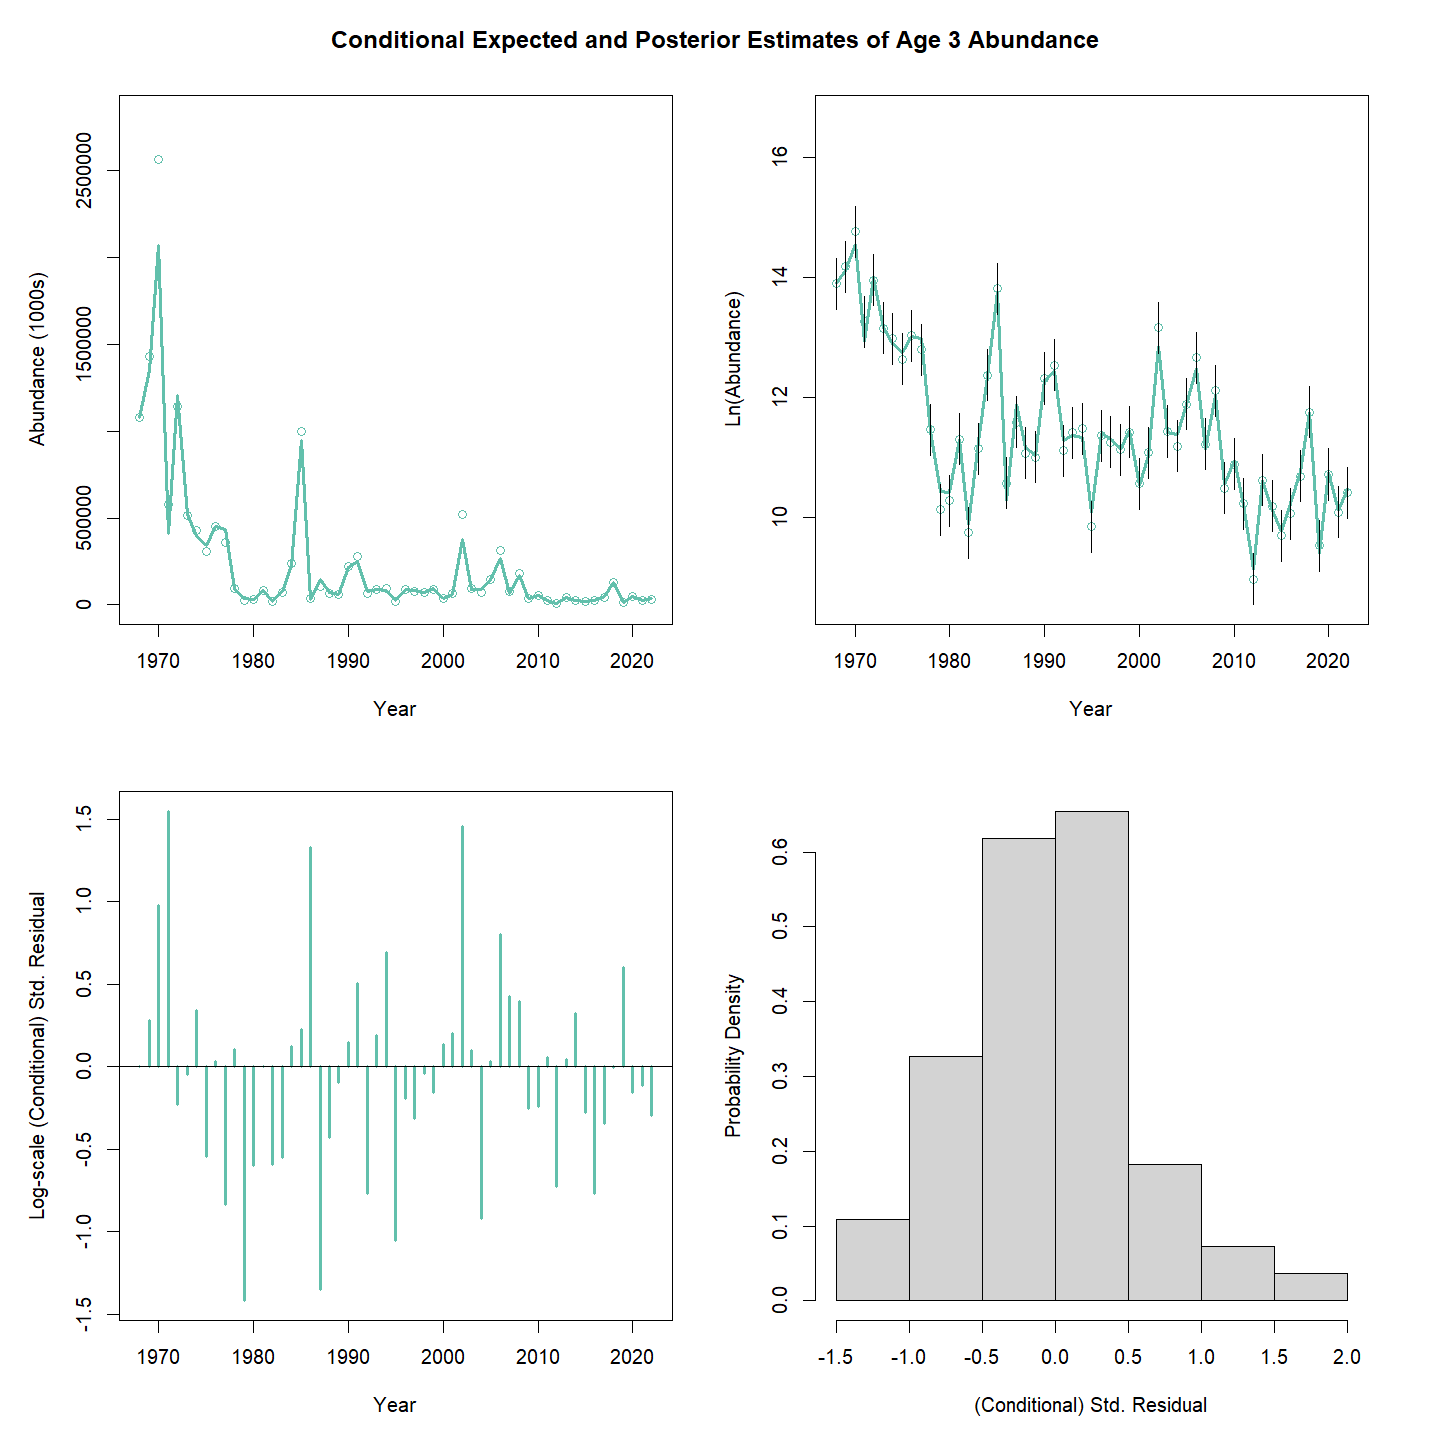 Conditional Expected and Posterior Estimates of Age 3 Abundance
Abundance (1000s)
2500000
1500000
500000
0
1970 1980 1990 2000 2010 2020
Year
Ln(Abundance)
16
14
12
10
1970 1980 1990 2000 2010 2020
Year
Log-scale (Conditional) Std. Residual
1.5
1.0
0.5
0.0
-0.5
-1.0
-1.5
1970 1980 1990 2000 2010 2020
Year
Probability Density
0.6
0.5
0.4
0.3
0.2
0.1
0.0
-1.5 -1.0 -0.5 0.0 0.5 1.0 1.5 2.0
(Conditional) Std. Residual